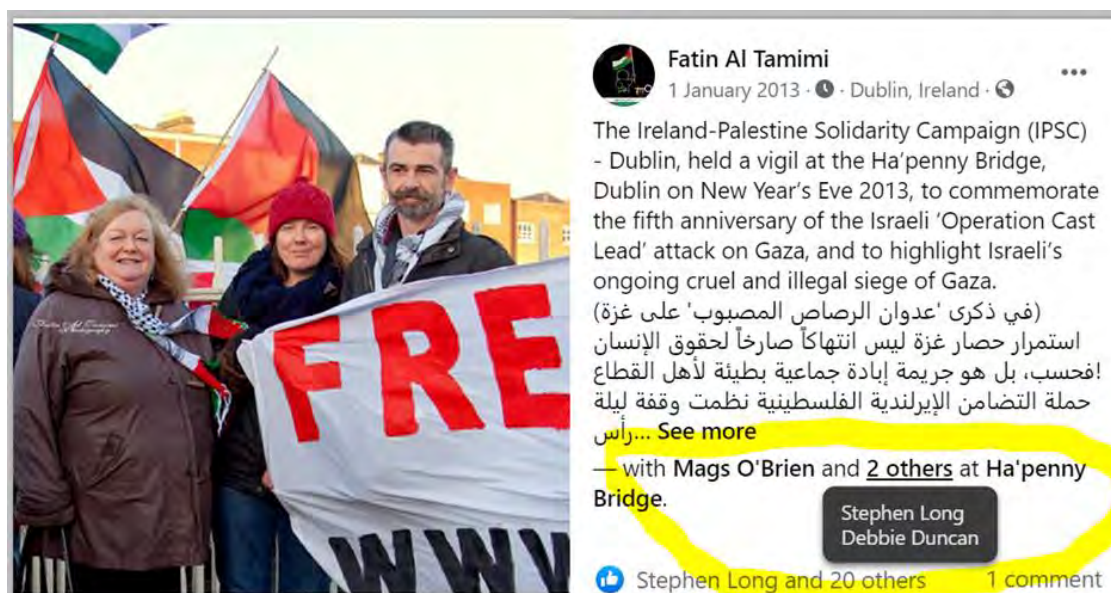 Fatin Al Tamimi
Photography
FREE
WWW
Fatin Al Tamimi
1 January 2013 · Dublin, Ireland ·
The Ireland-Palestine Solidarity Campaign (IPSC)
- Dublin, held a vigil at the Ha'penny Bridge,
Dublin on New Year's Eve 2013, to commemorate
the fifth anniversary of the Israeli 'Operation Cast
Lead' attack on Gaza, and to highlight Israeli's
ongoing cruel and illegal siege of Gaza.
(في ذكرى 'عدوان الرصاص المصبوب' على غزة)
استمرار حصار غزة ليس انتهاكاً صارخاً لحقوق الإنسان
فحسب، بل هو جريمة إبادة جماعية بطيئة لأهل القطاع!
حملة التضامن الإيرلندية الفلسطينية نظمت وقفة ليلة
رأس... See more
— with Mags O'Brien and 2 others at Ha'penny
Bridge.
Stephen Long
Debbie Duncan
Stephen Long and 20 others 1 comment